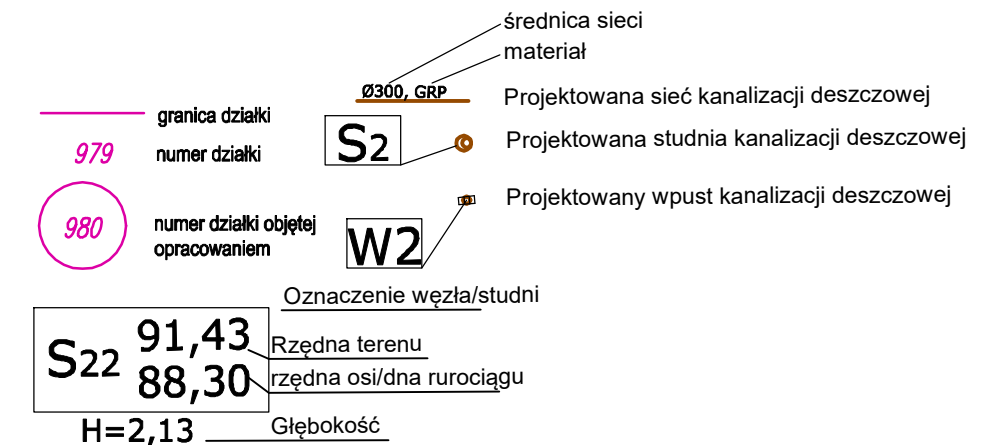 średnica sieci
materiał
Ø300, GRP
Projektowana sieć kanalizacji deszczowej
granica działki
S2
Projektowana studnia kanalizacji deszczowej
979
numer działki
Projektowany wpust kanalizacji deszczowej
980
numer działki objętej
opracowaniem
W2
Oznaczenie węzła/studni
S22
91,43
Rzędna terenu
88,30
rzędna osi/dna rurociągu
H=2,13
Głębokość